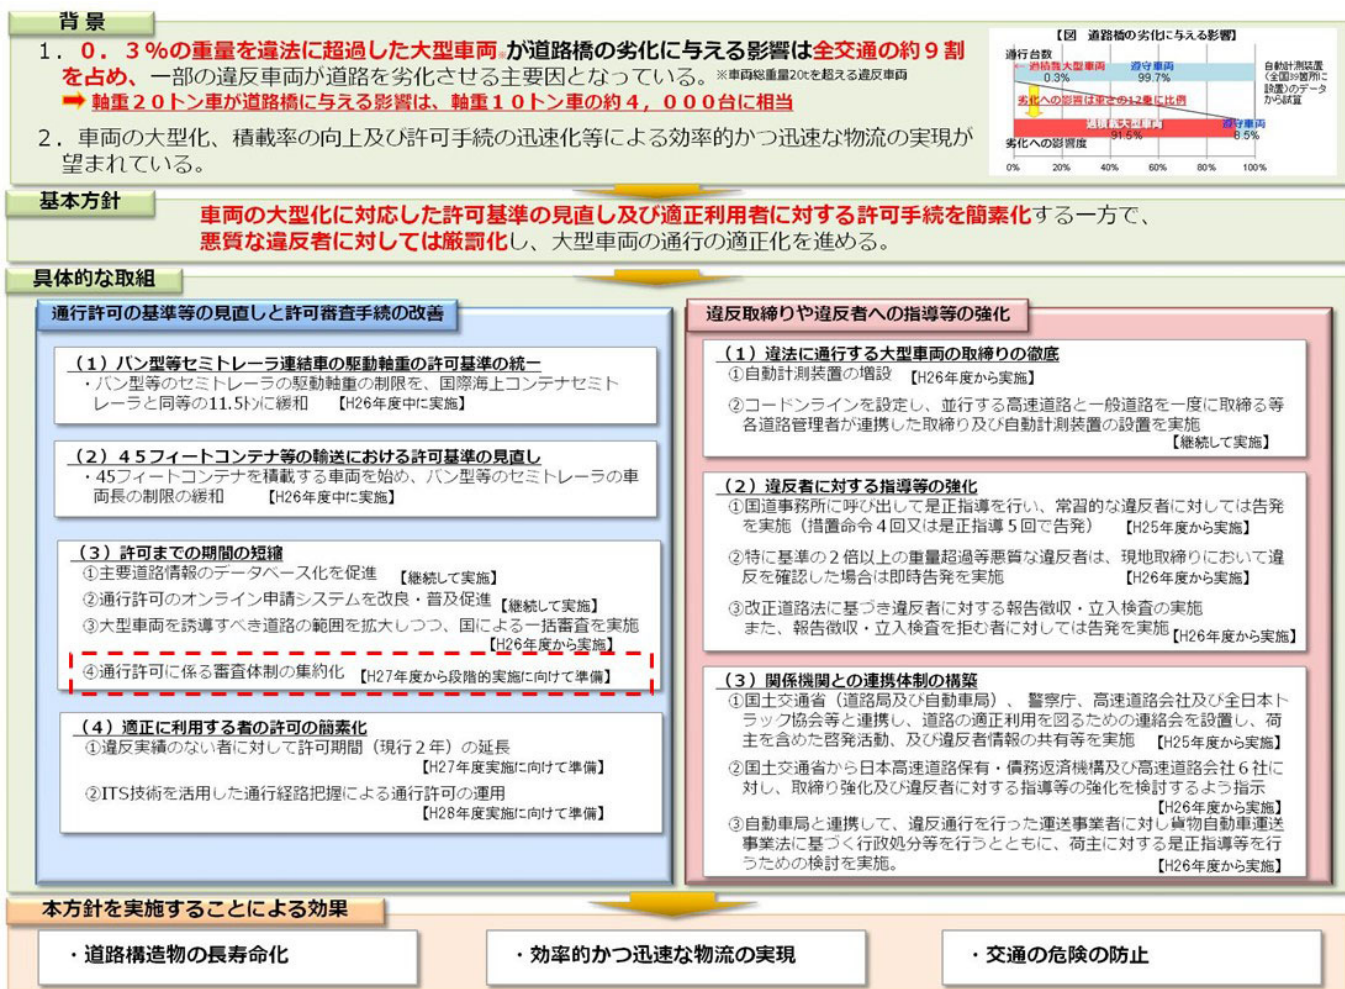 背 景
１．０．３％の重量を違法に超過した大型車両※が道路橋の劣化に与える影響は全交通の約９割
を占め、一部の違反車両が道路を劣化させる主要因となっている。※車両総重量20tを超える違反車両
➡ 軸重２０トン車が道路橋に与える影響は、軸重１０トン車の約４，０００台に相当
２．車両の大型化、積載率の向上及び許可手続の迅速化等による効率的かつ迅速な物流の実現が
望まれている。
【図　道路橋の劣化に与える影響】
通行台数
過積載大型車両
0.3%
遵守車両
99.7%
自動計測装置
（全国39箇所に
設置）のデータ
から試算
劣化への影響は重さの12乗に比例
過積載大型車両
91.5%
遵守車両
8.5%
劣化への影響度
0% 20% 40% 60% 80% 100%
基本方針
車両の大型化に対応した許可基準の見直し及び適正利用者に対する許可手続を簡素化する一方で、
悪質な違反者に対しては厳罰化し、大型車両の通行の適正化を進める。
具体的な取組
通行許可の基準等の見直しと許可審査手続の改善
（１）バン型等セミトレーラ連結車の駆動軸重の許可基準の統一
・バン型等のセミトレーラの駆動軸重の制限を、国際海上コンテナセミト
レーラと同等の11.5㌧に緩和　【H26年度中に実施】
（２）４５フィートコンテナ等の輸送における許可基準の見直し
・45フィートコンテナを積載する車両を始め、バン型等のセミトレーラの車
両長の制限の緩和　【H26年度中に実施】
（３）許可までの期間の短縮
①主要道路情報のデータベース化を促進　【継続して実施】
②通行許可のオンライン申請システムを改良・普及促進【継続して実施】
③大型車両を誘導すべき道路の範囲を拡大しつつ、国による一括審査を実施
【H26年度から実施】
④通行許可に係る審査体制の集約化　【H27年度から段階的実施に向けて準備】
（４）適正に利用する者の許可の簡素化
①違反実績のない者に対して許可期間（現行２年）の延長
【H27年度実施に向けて準備】
②ITS技術を活用した通行経路把握による通行許可の運用
【H28年度実施に向けて準備】
違反取締りや違反者への指導等の強化
（１）違法に通行する大型車両の取締りの徹底
①自動計測装置の増設　【H26年度から実施】
②コードンラインを設定し、並行する高速道路と一般道路を一度に取締る等
各道路管理者が連携した取締り及び自動計測装置の設置を実施
【継続して実施】
（２）違反者に対する指導等の強化
①国道事務所に呼び出して是正指導を行い、常習的な違反者に対しては告発
を実施（措置命令４回又は是正指導５回で告発）　【H25年度から実施】
②特に基準の２倍以上の重量超過等悪質な違反者は、現地取締りにおいて違
反を確認した場合は即時告発を実施　【H26年度から実施】
③改正道路法に基づき違反者に対する報告徴収・立入検査の実施
また、報告徴収・立入検査を拒む者に対しては告発を実施【H26年度から実施】
（３）関係機関との連携体制の構築
①国土交通省（道路局及び自動車局）、警察庁、高速道路会社及び全日本ト
ラック協会等と連携し、道路の適正利用を図るための連絡会を設置し、荷
主を含めた啓発活動、及び違反者情報の共有等を実施　【H25年度から実施】
②国土交通省から日本高速道路保有・債務返済機構及び高速道路会社６社に
対し、取締り強化及び違反者に対する指導等の強化を検討するよう指示
【H26年度から実施】
③自動車局と連携して、違反通行を行った運送事業者に対し貨物自動車運送
事業法に基づく行政処分等を行うとともに、荷主に対する是正指導等を行
うための検討を実施。　【H26年度から実施】
本方針を実施することによる効果
・道路構造物の長寿命化
・効率的かつ迅速な物流の実現
・交通の危険の防止